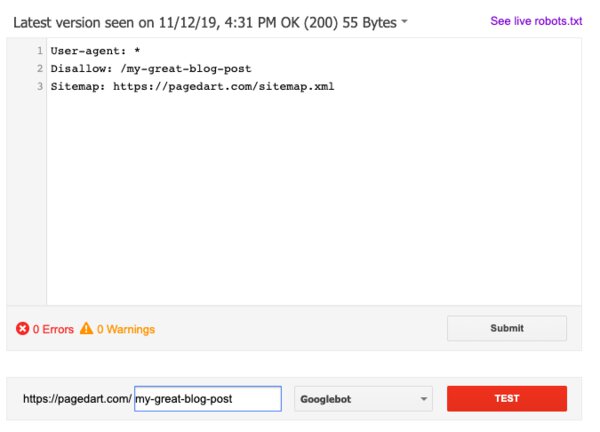 Latest version seen on 11/12/19, 4:31 PM OK (200) 55 Bytes
See live robots.txt
1 User-agent: *
2 Disallow: /my-great-blog-post
3 Sitemap: https://pagedart.com/sitemap.xml
0 Errors 0 Warnings Submit
https://pagedart.com/ my-great-blog-post Googlebot TEST